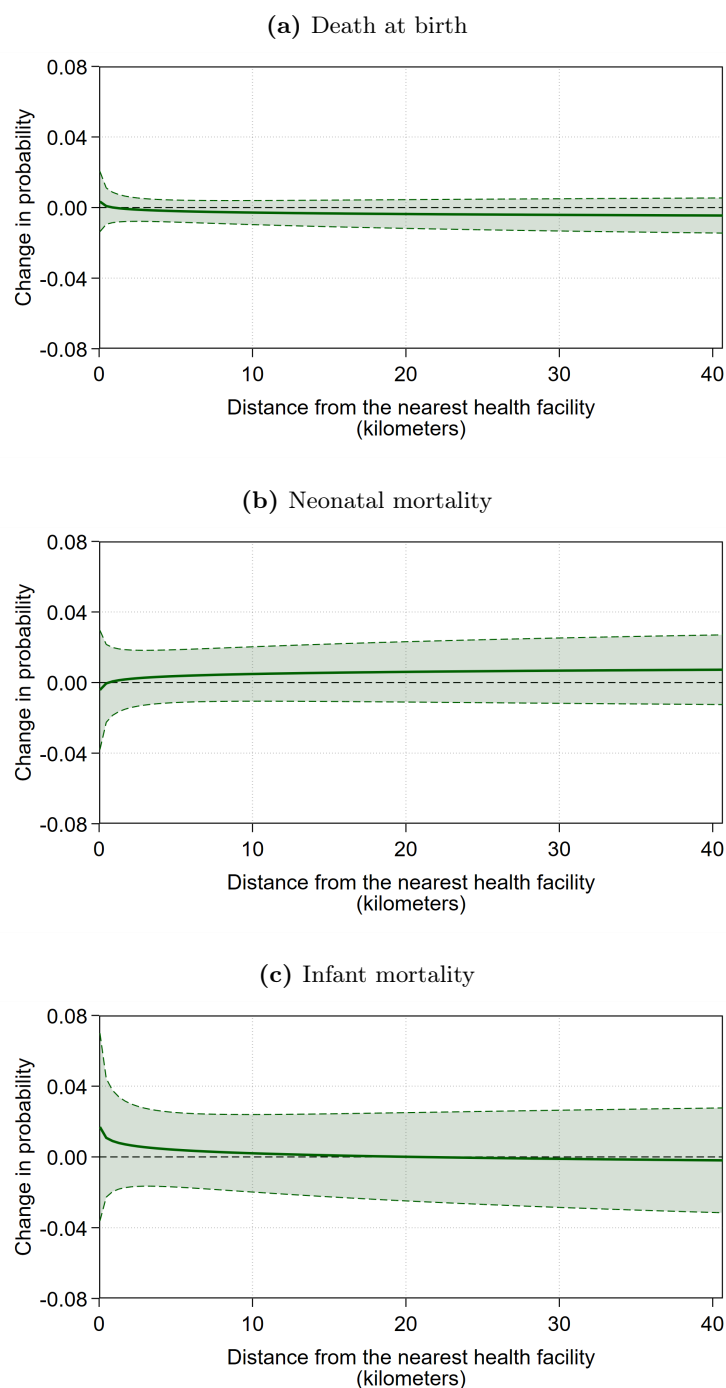 (a) Death at birth
0.08
0.04
0.00
-0.04
-0.08
Change in probability
0 10 20 30 40
Distance from the nearest health facility
(kilometers)
(b) Neonatal mortality
0.08
0.04
0.00
-0.04
-0.08
Change in probability
0 10 20 30 40
Distance from the nearest health facility
(kilometers)
(c) Infant mortality
0.08
0.04
0.00
-0.04
-0.08
Change in probability
0 10 20 30 40
Distance from the nearest health facility
(kilometers)